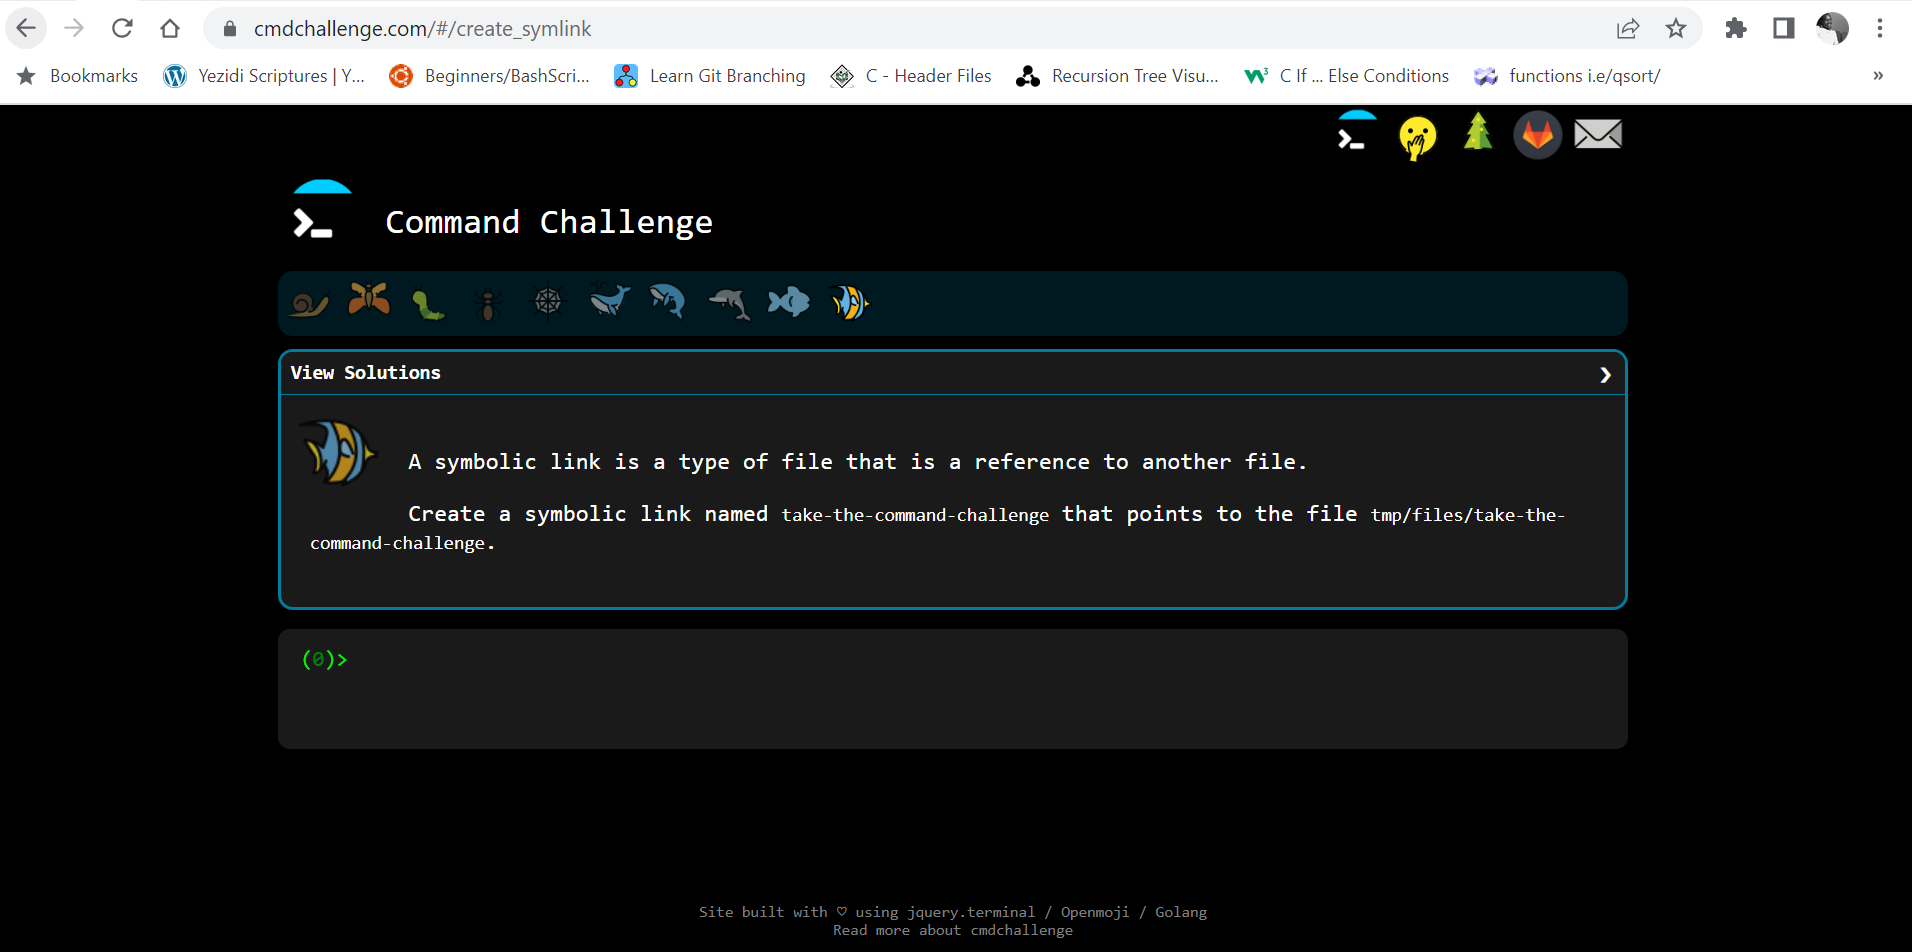 cmdchallenge.com/#/create_symlink
Bookmarks Yezidi Scriptures | Y... Beginners/BashScri... Learn Git Branching C - Header Files Recursion Tree Visu... C If ... Else Conditions functions i.e/qsort/ »
Command Challenge
View Solutions
A symbolic link is a type of file that is a reference to another file.
Create a symbolic link named take-the-command-challenge that points to the file tmp/files/take-the-
command-challenge.
(0)>
Site built with ♡ using jquery.terminal / Openmoji / Golang
Read more about cmdchallenge